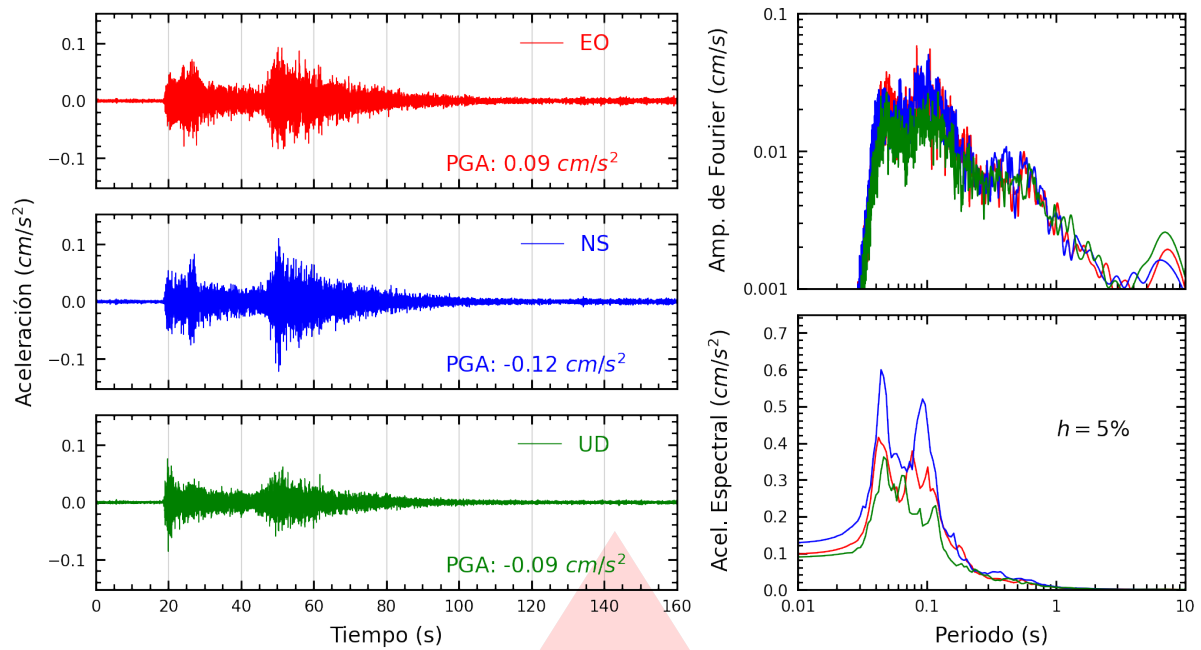 Aceleración (cm/s²)
0.1
0.0
−0.1
EO
PGA: 0.09 cm/s²
0.1
0.0
−0.1
NS
PGA: -0.12 cm/s²
0.1
0.0
−0.1
UD
PGA: -0.09 cm/s²
0 20 40 60 80 100 120 140 160
Tiempo (s)
Amp. de Fourier (cm/s)
0.1
0.01
0.001
Acel. Espectral (cm/s²)
0.7
0.6
0.5
0.4
0.3
0.2
0.1
0.0
h = 5%
0.01 0.1 1 10
Periodo (s)